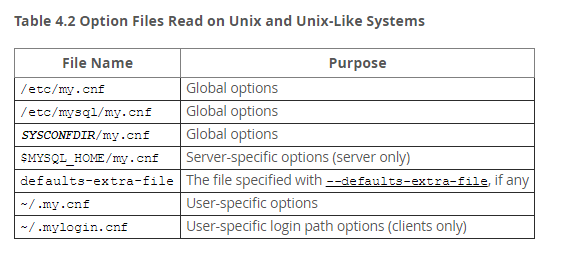 Table 4.2 Option Files Read on Unix and Unix-Like Systems
File Name Purpose
/etc/my.cnf Global options
/etc/mysql/my.cnf Global options
SYSCONFDIR/my.cnf Global options
$MYSQL_HOME/my.cnf Server-specific options (server only)
defaults-extra-file The file specified with --defaults-extra-file, if any
~/.my.cnf User-specific options
~/.mylogin.cnf User-specific login path options (clients only)